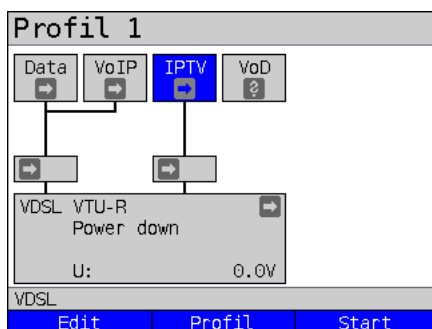 Profil 1
Data VoIP IPTV VoD
?
VDSL VTU-R
Power down
U: 0.0V
VDSL
Edit Profil Start